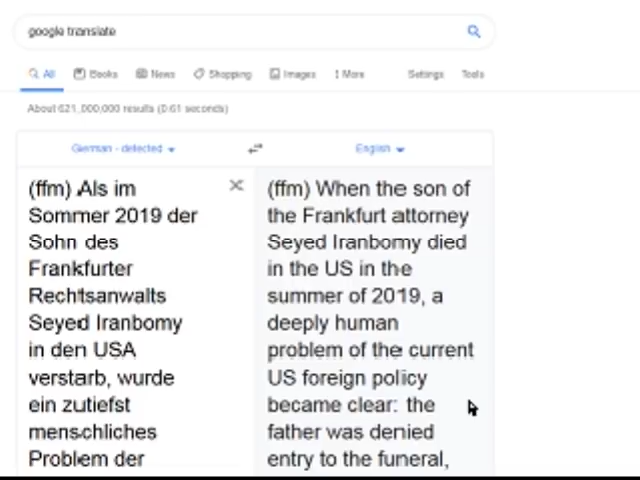 google translate
All Books News Shopping Images More Settings Tools
About 621,000,000 results (0.61 seconds)
German - detected
English
(ffm) Als im
Sommer 2019 der
Sohn des
Frankfurter
Rechtsanwalts
Seyed Iranbomy
in den USA
verstarb, wurde
ein zutiefst
menschliches
Problem der
(ffm) When the son of
the Frankfurt attorney
Seyed Iranbomy died
in the US in the
summer of 2019, a
deeply human
problem of the current
US foreign policy
became clear: the
father was denied
entry to the funeral,